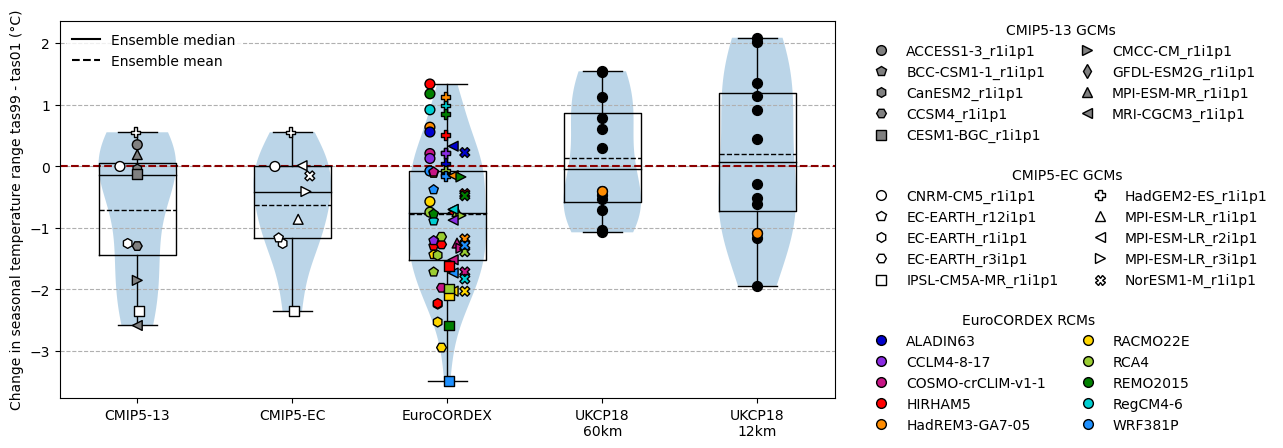 Change in seasonal temperature range tas99 - tas01 (°C)
2
1
0
−1
−2
−3
Ensemble median
Ensemble mean
CMIP5-13
CMIP5-EC
EuroCORDEX
UKCP18
60km
UKCP18
12km
CMIP5-13 GCMs
ACCESS1-3_r1i1p1
BCC-CSM1-1_r1i1p1
CanESM2_r1i1p1
CCSM4_r1i1p1
CESM1-BGC_r1i1p1
CMCC-CM_r1i1p1
GFDL-ESM2G_r1i1p1
MPI-ESM-MR_r1i1p1
MRI-CGCM3_r1i1p1
CMIP5-EC GCMs
CNRM-CM5_r1i1p1
EC-EARTH_r12i1p1
EC-EARTH_r1i1p1
EC-EARTH_r3i1p1
IPSL-CM5A-MR_r1i1p1
HadGEM2-ES_r1i1p1
MPI-ESM-LR_r1i1p1
MPI-ESM-LR_r2i1p1
MPI-ESM-LR_r3i1p1
NorESM1-M_r1i1p1
EuroCORDEX RCMs
ALADIN63
CCLM4-8-17
COSMO-crCLIM-v1-1
HIRHAM5
HadREM3-GA7-05
RACMO22E
RCA4
REMO2015
RegCM4-6
WRF381P